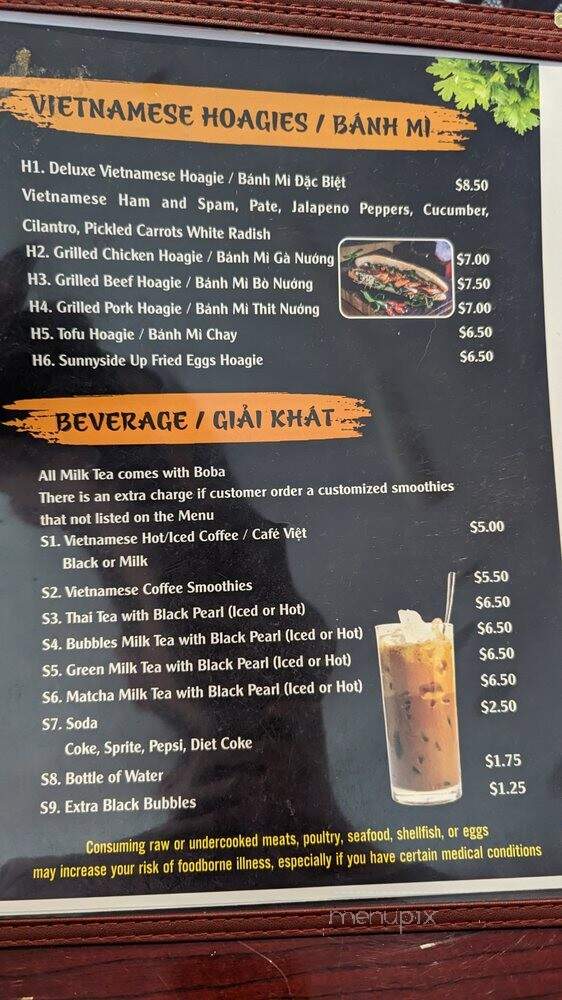 VIETNAMESE HOAGIES / BÁNH MÌ
H1. Deluxe Vietnamese Hoagie / Bánh Mì Đặc Biệt $8.50
Vietnamese Ham and Spam, Pate, Jalapeno Peppers, Cucumber,
Cilantro, Pickled Carrots White Radish
H2. Grilled Chicken Hoagie / Bánh Mì Gà Nướng $7.00
H3. Grilled Beef Hoagie / Bánh Mì Bò Nướng $7.50
H4. Grilled Pork Hoagie / Bánh Mì Thịt Nướng $7.00
H5. Tofu Hoagie / Bánh Mì Chay $6.50
H6. Sunnyside Up Fried Eggs Hoagie $6.50
BEVERAGE / GIẢI KHÁT
All Milk Tea comes with Boba
There is an extra charge if customer order a customized smoothies
that not listed on the Menu
S1. Vietnamese Hot/Iced Coffee / Café Việt $5.00
Black or Milk
S2. Vietnamese Coffee Smoothies $5.50
S3. Thai Tea with Black Pearl (Iced or Hot) $6.50
S4. Bubbles Milk Tea with Black Pearl (Iced or Hot) $6.50
S5. Green Milk Tea with Black Pearl (Iced or Hot) $6.50
S6. Matcha Milk Tea with Black Pearl (Iced or Hot) $6.50
S7. Soda $2.50
Coke, Sprite, Pepsi, Diet Coke
S8. Bottle of Water $1.75
S9. Extra Black Bubbles $1.25
Consuming raw or undercooked meats, poultry, seafood, shellfish, or eggs
may increase your risk of foodborne illness, especially if you have certain medical conditions
menupix